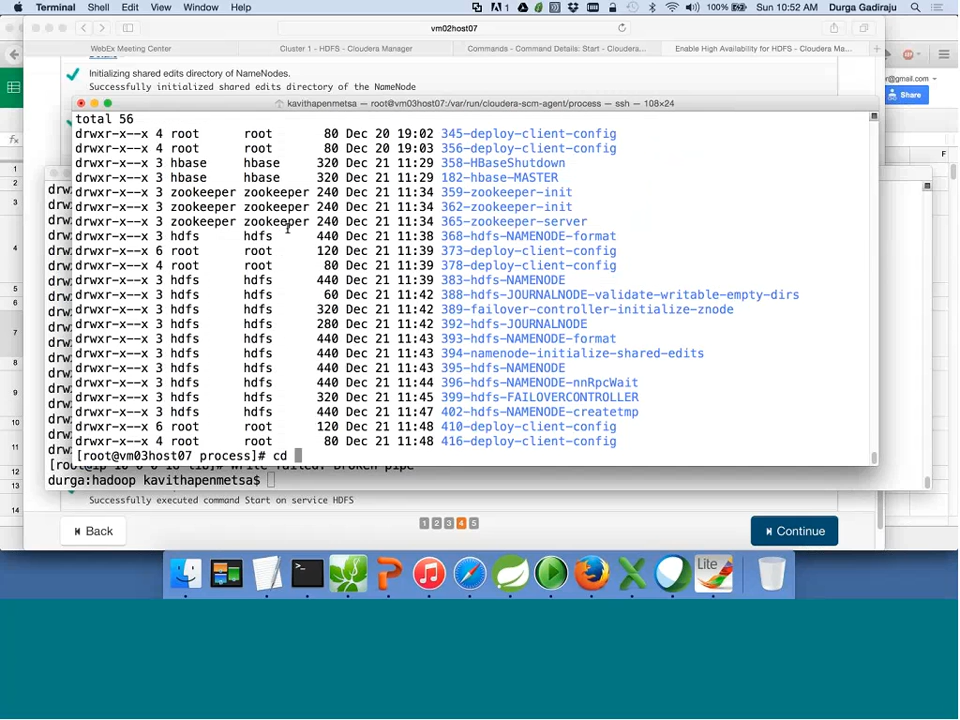 Terminal Shell Edit View Window Help 1 100% Sun 10:52 AM Durga Gadiraju
vm02host07
WebEx Meeting Center Cluster 1 - HDFS - Cloudera Manager Commands - Command Details: Start - Cloudera... Enable High Availability for HDFS - Cloudera Ma...
Initializing shared edits directory of NameNodes.
Successfully initialized shared edits directory of the NameNode
r@gmail.com
Share
kavithapenmetsa — root@vm03host07:/var/run/cloudera-scm-agent/process — ssh — 108×24
total 56
drwxr-x--x 4 root root 80 Dec 20 19:02 345-deploy-client-config
drwxr-x--x 4 root root 80 Dec 20 19:03 356-deploy-client-config
drwxr-x--x 3 hbase hbase 320 Dec 21 11:29 358-HBaseShutdown
drwxr-x--x 3 hbase hbase 320 Dec 21 11:29 182-hbase-MASTER
drwxr-x--x 3 zookeeper zookeeper 240 Dec 21 11:34 359-zookeeper-init
drwxr-x--x 3 zookeeper zookeeper 240 Dec 21 11:34 362-zookeeper-init
drwxr-x--x 3 zookeeper zookeeper 240 Dec 21 11:34 365-zookeeper-server
drwxr-x--x 3 hdfs hdfs 440 Dec 21 11:38 368-hdfs-NAMENODE-format
drwxr-x--x 6 root root 120 Dec 21 11:39 373-deploy-client-config
drwxr-x--x 4 root root 80 Dec 21 11:39 378-deploy-client-config
drwxr-x--x 3 hdfs hdfs 440 Dec 21 11:39 383-hdfs-NAMENODE
drwxr-x--x 3 hdfs hdfs 60 Dec 21 11:42 388-hdfs-JOURNALNODE-validate-writable-empty-dirs
drwxr-x--x 3 hdfs hdfs 320 Dec 21 11:42 389-failover-controller-initialize-znode
drwxr-x--x 3 hdfs hdfs 280 Dec 21 11:42 392-hdfs-JOURNALNODE
drwxr-x--x 3 hdfs hdfs 440 Dec 21 11:43 393-hdfs-NAMENODE-format
drwxr-x--x 3 hdfs hdfs 440 Dec 21 11:43 394-namenode-initialize-shared-edits
drwxr-x--x 3 hdfs hdfs 440 Dec 21 11:43 395-hdfs-NAMENODE
drwxr-x--x 3 hdfs hdfs 440 Dec 21 11:44 396-hdfs-NAMENODE-nnRpcWait
drwxr-x--x 3 hdfs hdfs 320 Dec 21 11:45 399-hdfs-FAILOVERCONTROLLER
drwxr-x--x 3 hdfs hdfs 440 Dec 21 11:47 402-hdfs-NAMENODE-createtmp
drwxr-x--x 6 root root 120 Dec 21 11:48 410-deploy-client-config
drwxr-x--x 4 root root 80 Dec 21 11:48 416-deploy-client-config
[root@vm03host07 process]# cd
durga:hadoop kavithapenmetsa$
Successfully executed command Start on service HDFS
Back 1 2 3 4 5 Continue
Lite